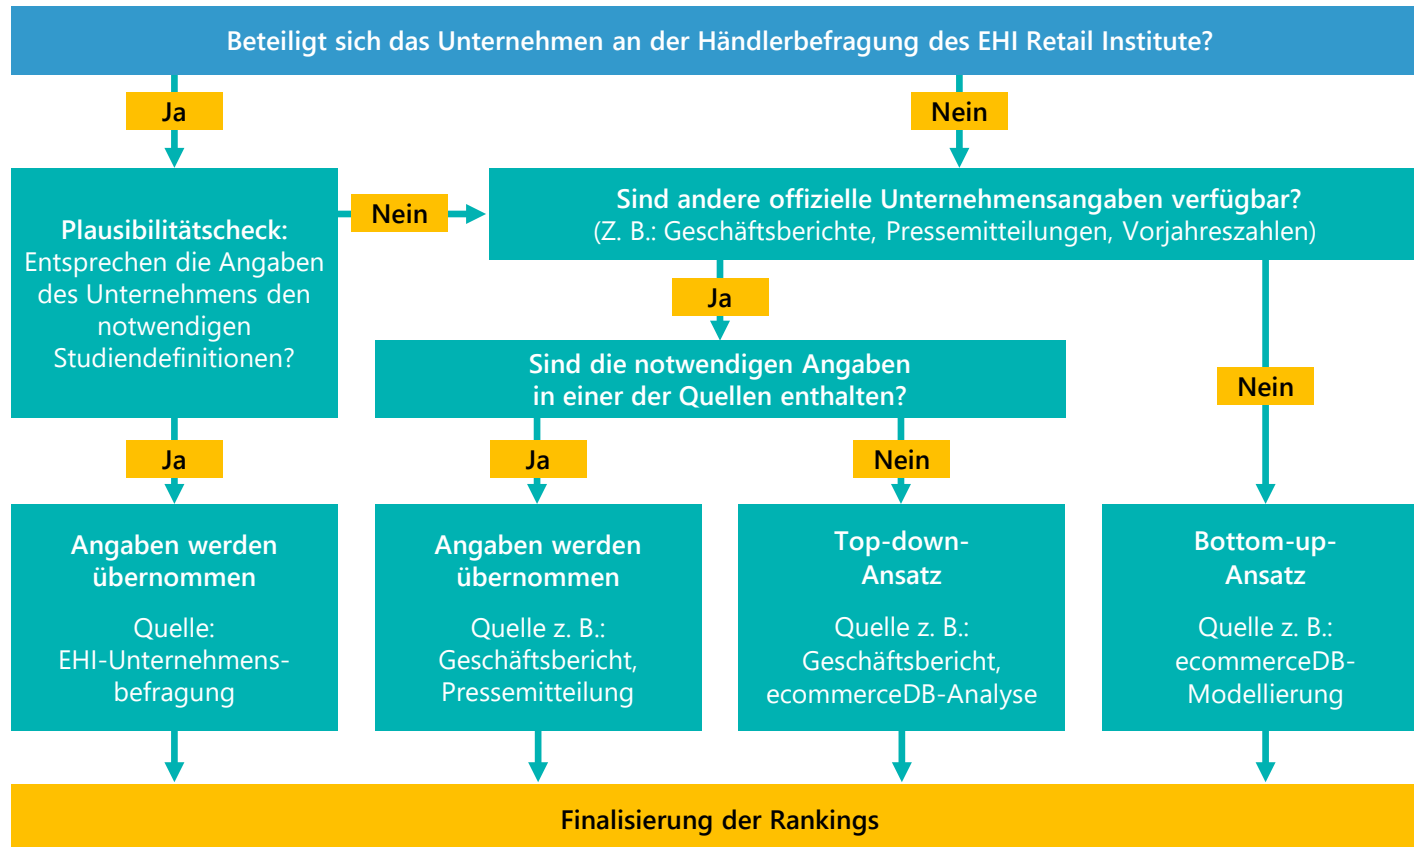 Beteiligt sich das Unternehmen an der Händlerbefragung des EHI Retail Institute?
Ja
Nein
Plausibilitätscheck:
Entsprechen die Angaben
des Unternehmens den
notwendigen
Studiendefinitionen?
Nein
Sind andere offizielle Unternehmensangaben verfügbar?
(Z. B.: Geschäftsberichte, Pressemitteilungen, Vorjahreszahlen)
Ja
Nein
Sind die notwendigen Angaben
in einer der Quellen enthalten?
Ja
Ja
Nein
Angaben werden
übernommen
Quelle:
EHI-Unternehmens-
befragung
Angaben werden
übernommen
Quelle z. B.:
Geschäftsbericht,
Pressemitteilung
Top-down-
Ansatz
Quelle z. B.:
Geschäftsbericht,
ecommerceDB-Analyse
Bottom-up-
Ansatz
Quelle z. B.:
ecommerceDB-
Modellierung
Finalisierung der Rankings